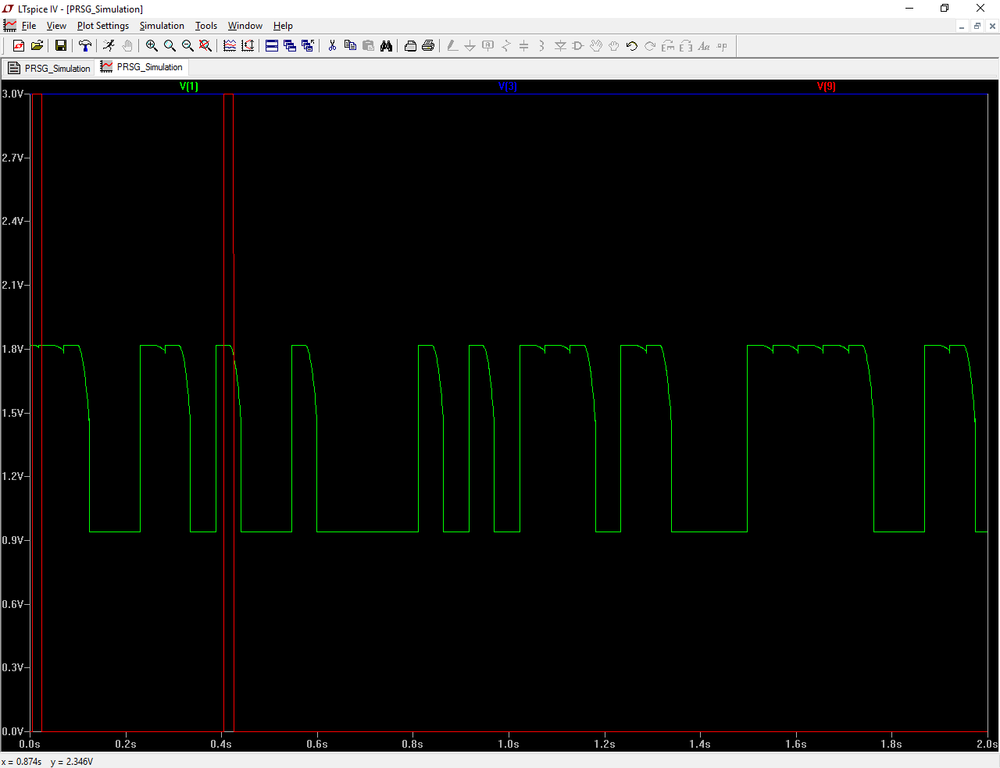 LTspice IV - [PRSG_Simulation]
File View Plot Settings Simulation Tools Window Help
PRSG_Simulation PRSG_Simulation
V(1) V(3) V(9)
3.0V
2.7V
2.4V
2.1V
1.8V
1.5V
1.2V
0.9V
0.6V
0.3V
0.0V
0.0s 0.2s 0.4s 0.6s 0.8s 1.0s 1.2s 1.4s 1.6s 1.8s 2.0s
x = 0.874s y = 2.346V